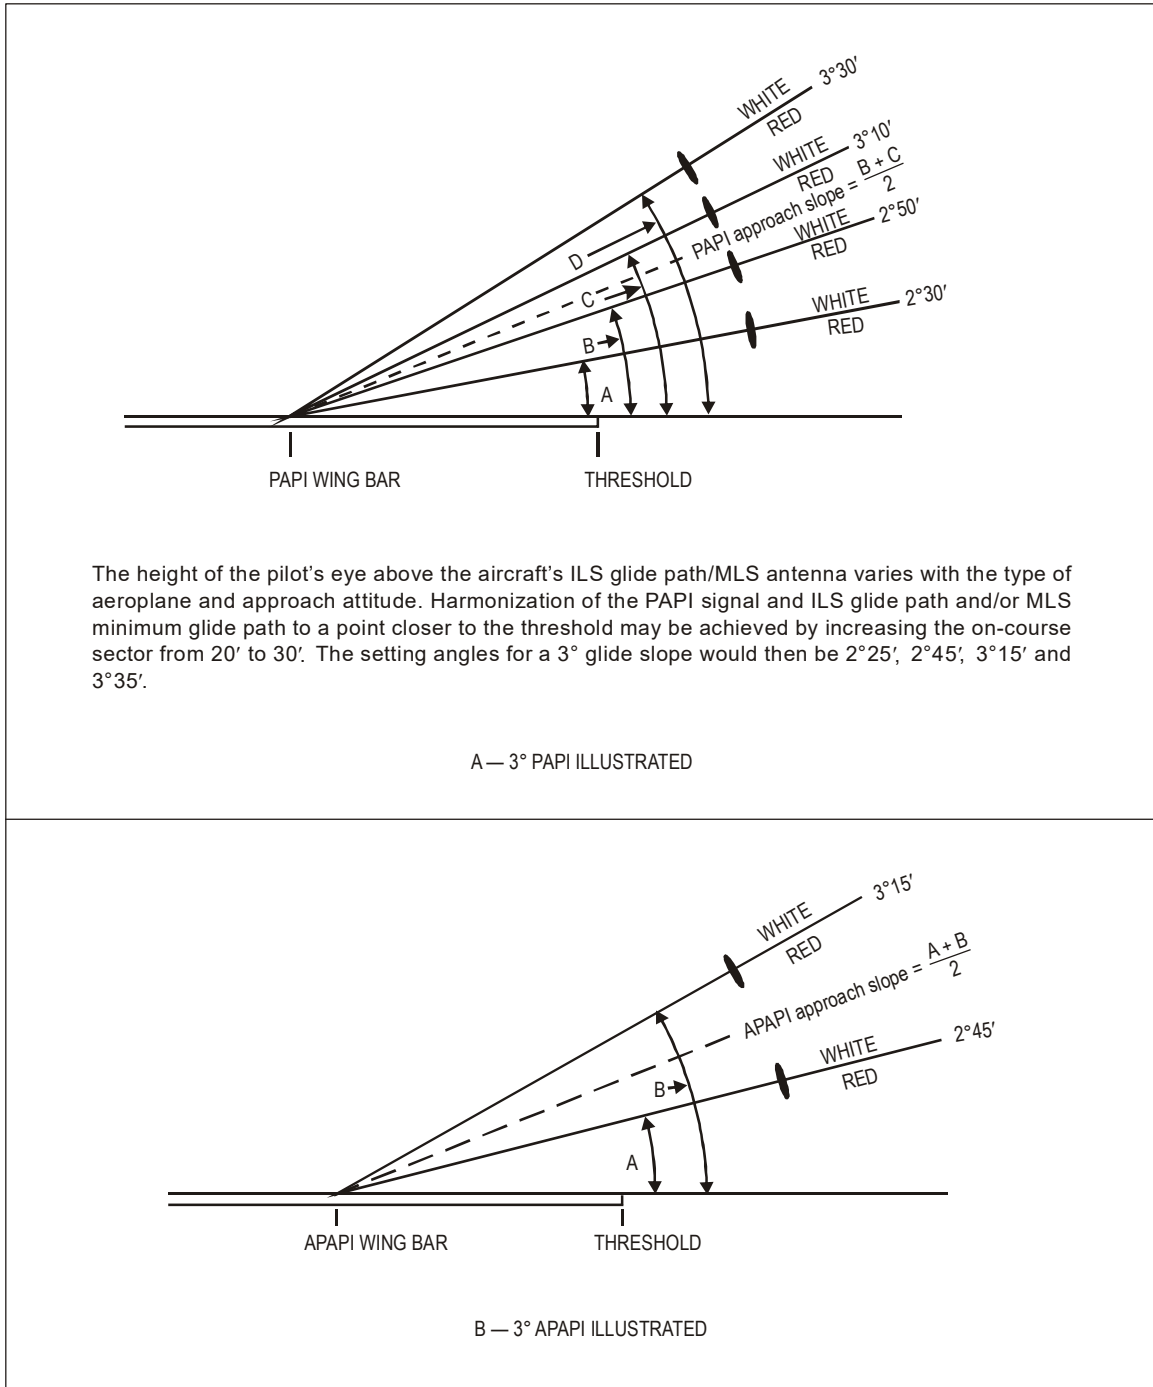 WHITE
RED
3°30′
WHITE
RED
3°10′
PAPI approach slope = B + C
2
WHITE
RED
2°50′
WHITE
RED
2°30′
D
C
B
A
PAPI WING BAR
THRESHOLD
The height of the pilot’s eye above the aircraft’s ILS glide path/MLS antenna varies with the type of
aeroplane and approach attitude. Harmonization of the PAPI signal and ILS glide path and/or MLS
minimum glide path to a point closer to the threshold may be achieved by increasing the on-course
sector from 20′ to 30′. The setting angles for a 3° glide slope would then be 2°25′, 2°45′, 3°15′ and
3°35′.
A — 3° PAPI ILLUSTRATED
WHITE
RED
3°15′
APAPI approach slope = A + B
2
WHITE
RED
2°45′
B
A
APAPI WING BAR
THRESHOLD
B — 3° APAPI ILLUSTRATED